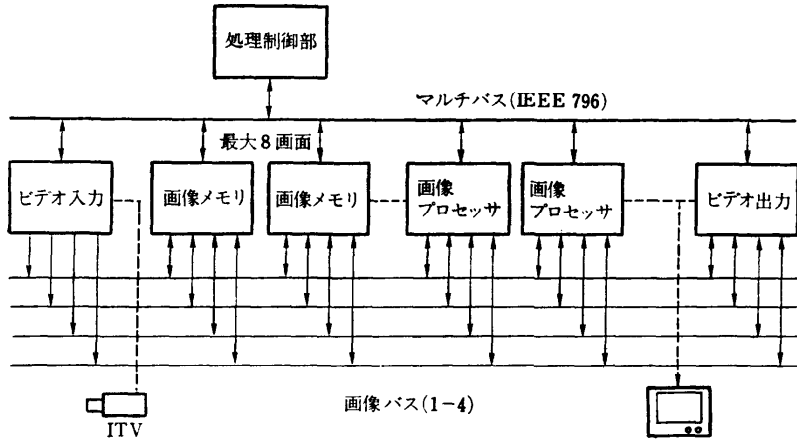 処理制御部
マルチバス(IEEE 796)
最大8画面
ビデオ入力
画像メモリ
画像メモリ
画像
プロセッサ
画像
プロセッサ
ビデオ出力
画像バス(1-4)
ITV